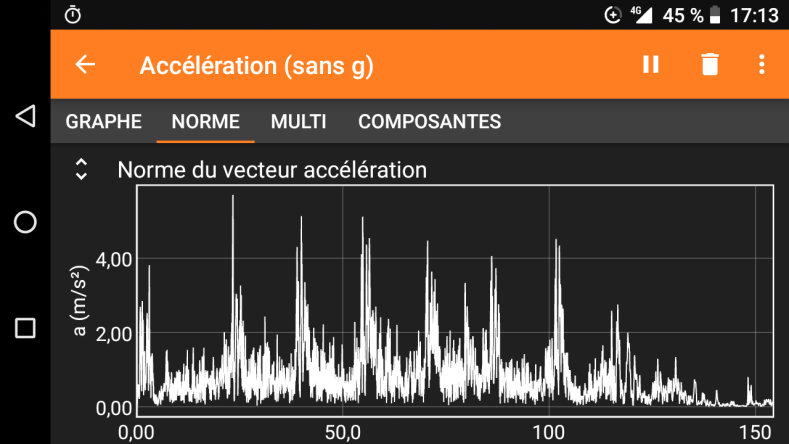 4G 45 % 17:13
Accélération (sans g)
GRAPHE NORME MULTI COMPOSANTES
Norme du vecteur accélération
a (m/s²)
4,00
2,00
0,00
0,00 50,0 100 150